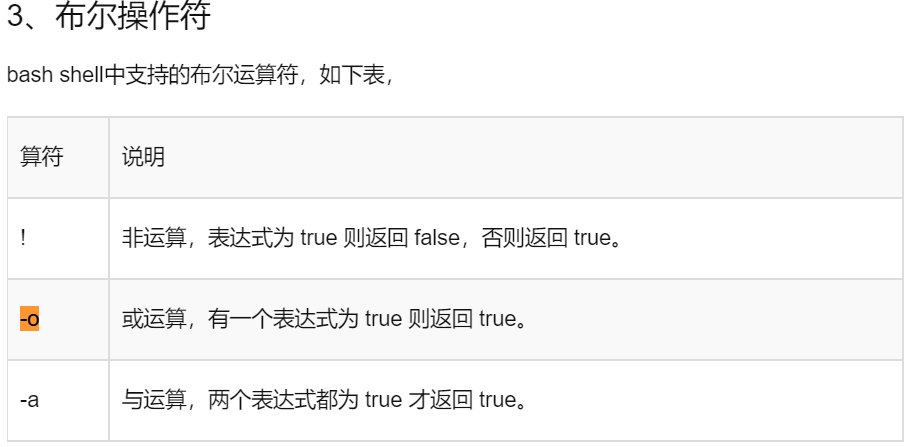 3、布尔操作符
bash shell中支持的布尔运算符，如下表，
算符 说明
! 非运算，表达式为 true 则返回 false，否则返回 true。
-o 或运算，有一个表达式为 true 则返回 true。
-a 与运算，两个表达式都为 true 才返回 true。